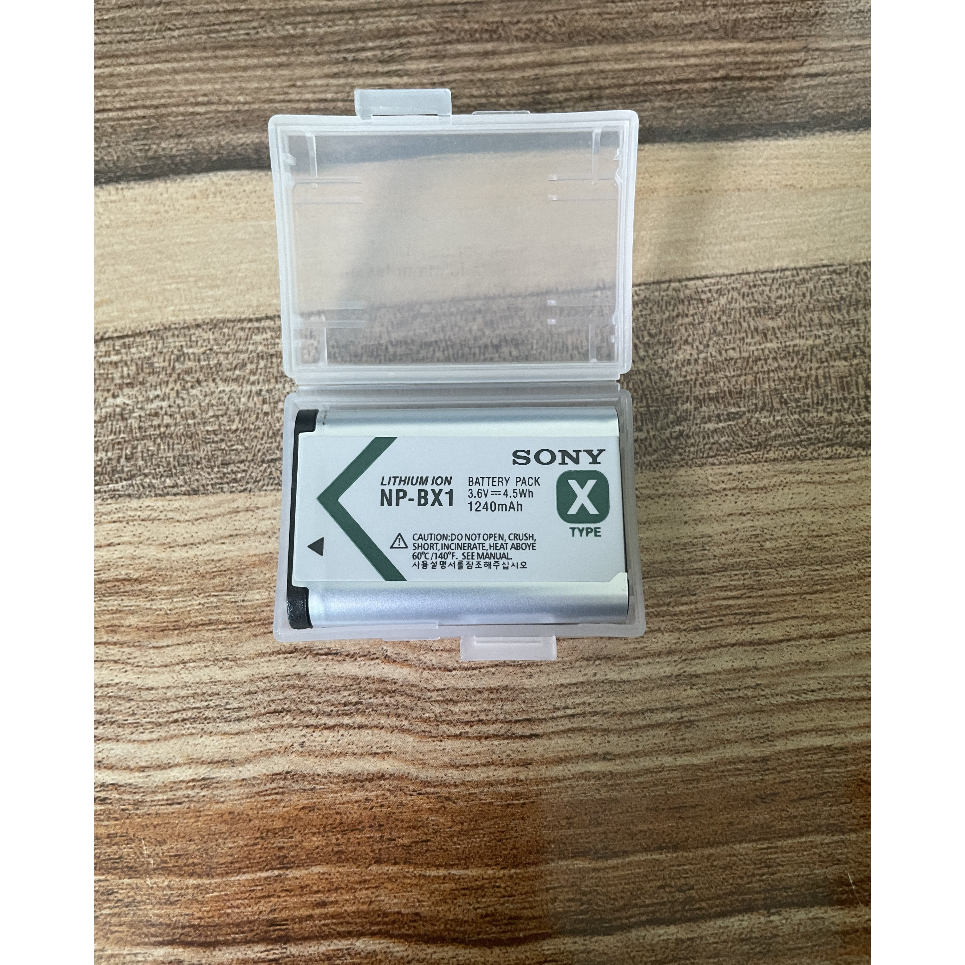 SONY
LITHIUM ION
NP-BX1
BATTERY PACK
3.6V⎓4.5Wh
1240mAh
X
TYPE
CAUTION:DO NOT OPEN, CRUSH,
SHORT,INCINERATE,HEAT ABOYE
60°C/140°F. SEE MANUAL.
사용설명서를참조해주십시오